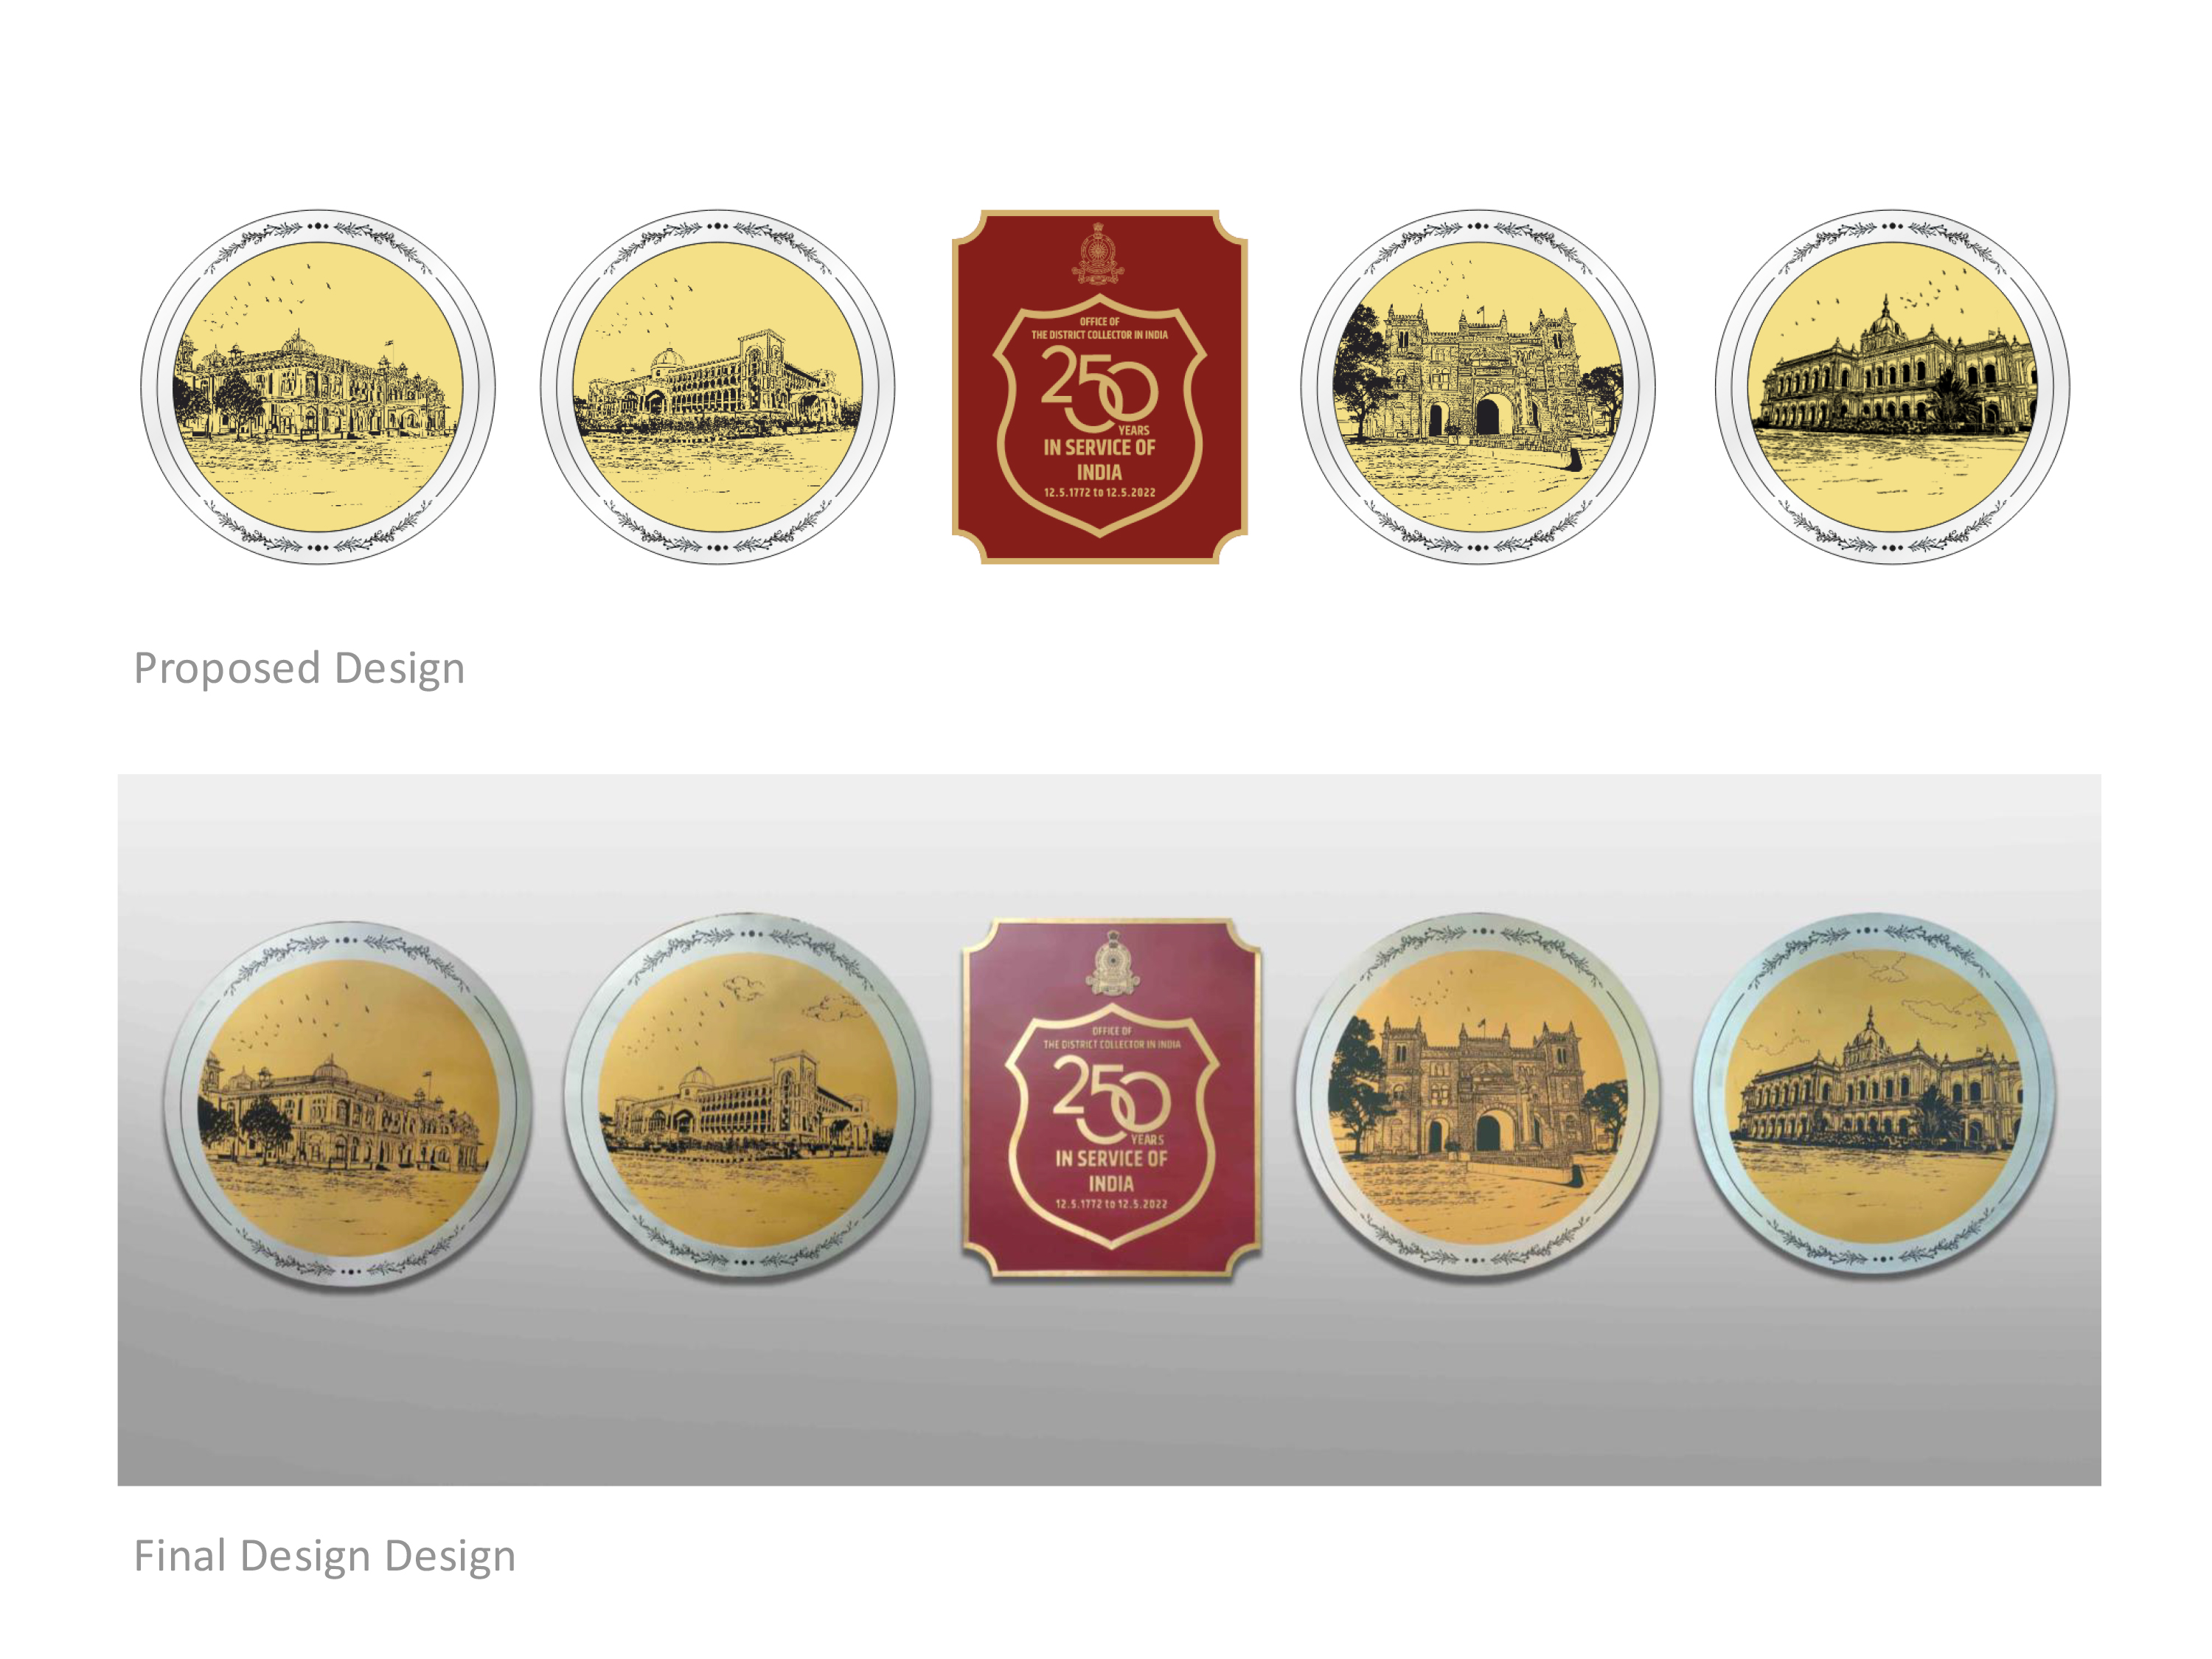 OFFICE OF
THE DISTRICT COLLECTOR IN INDIA
250
YEARS
IN SERVICE OF
INDIA
12.5.1772 to 12.5.2022
Proposed Design
OFFICE OF
THE DISTRICT COLLECTOR IN INDIA
250
YEARS
IN SERVICE OF
INDIA
12.5.1772 to 12.5.2022
Final Design Design